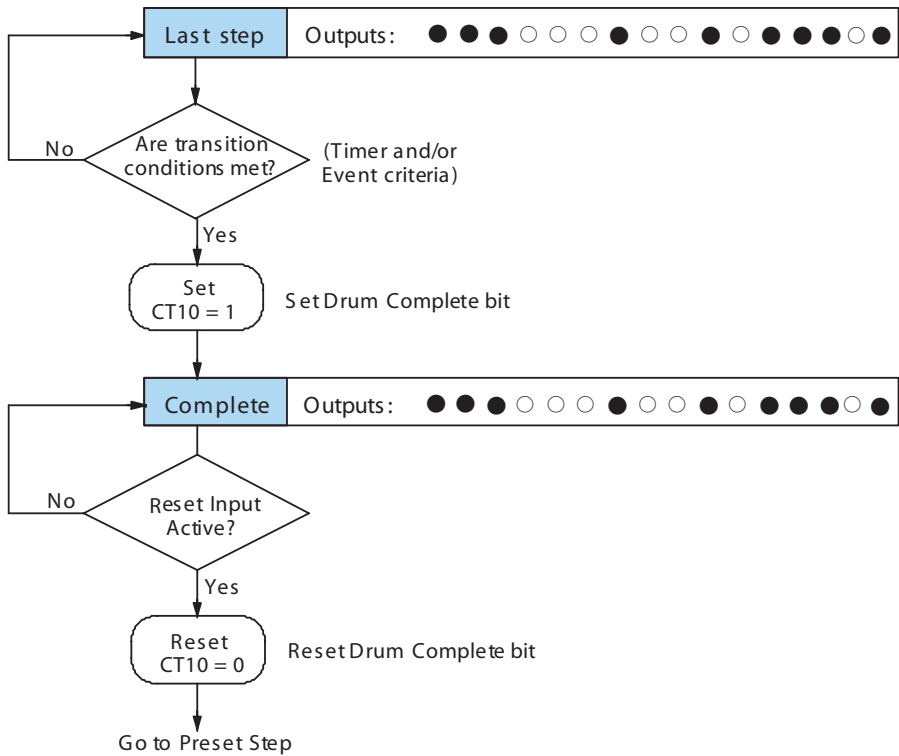 Last step Outputs:
Are transition
conditions met?
No
(Timer and/or
Event criteria)
Yes
Set
CT10 = 1
Set Drum Complete bit
Complete Outputs:
No
Reset Input
Active?
Yes
Reset
CT10 = 0
Reset Drum Complete bit
Go to Preset Step